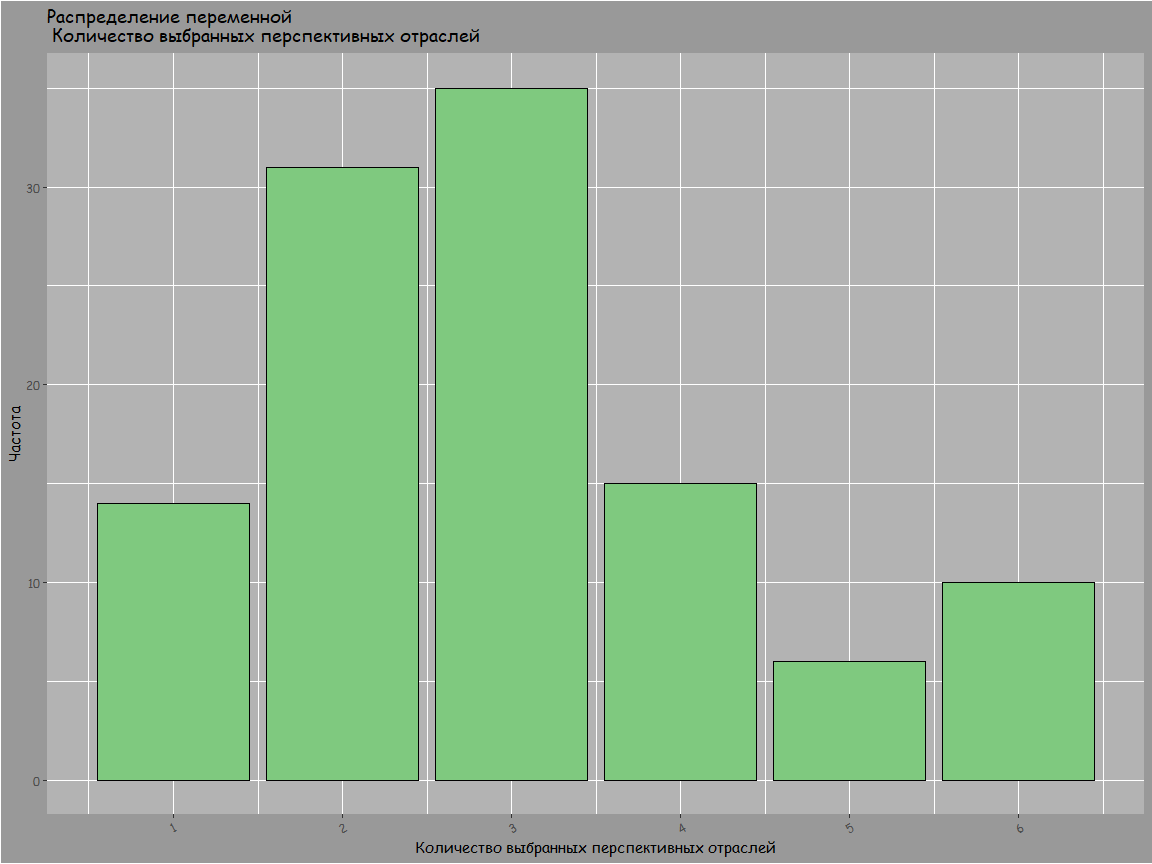 Распределение переменной
Количество выбранных перспективных отраслей
30
20
10
0
Частота
1
2
3
4
5
6
Количество выбранных перспективных отраслей